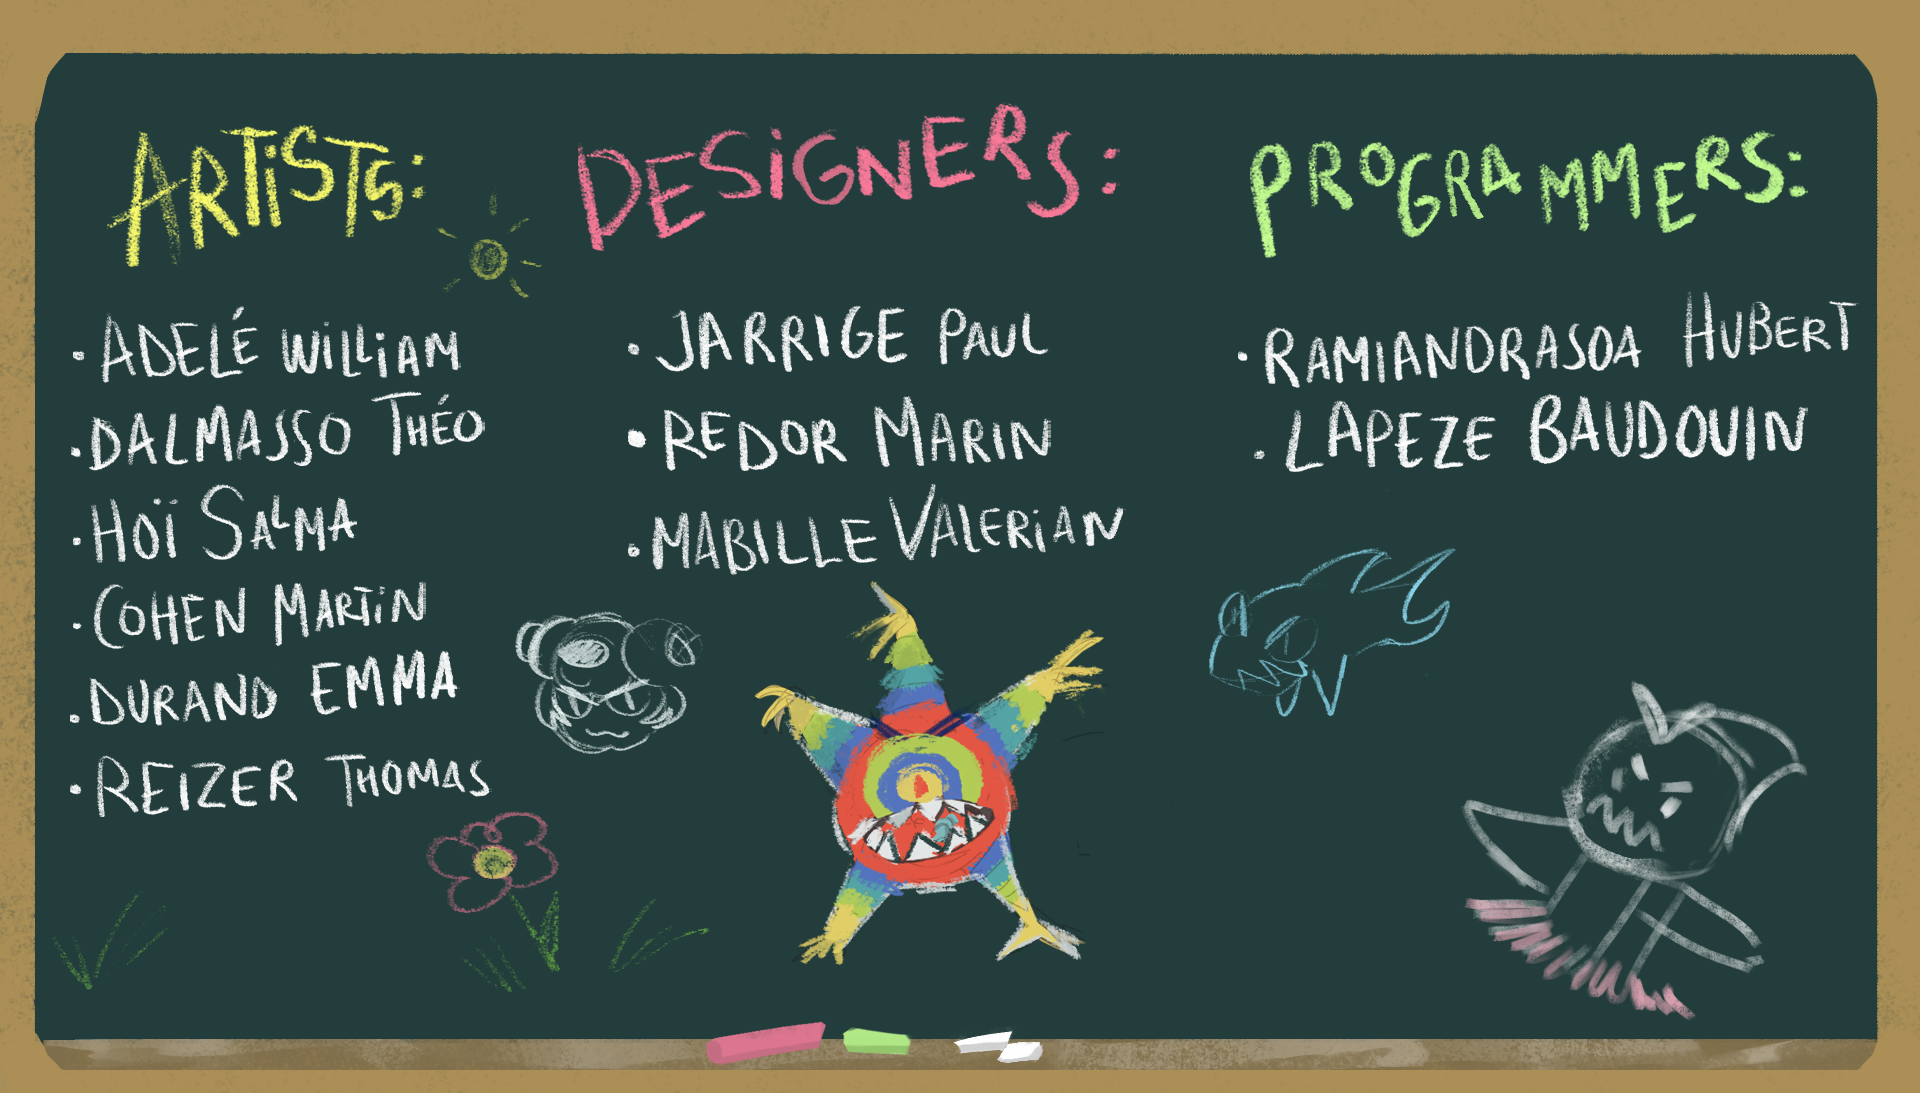 ARTISTS:
· ADELÉ WILLIAM
· DALMASSO THÉO
· HOÏ SALMA
· COHEN MARTIN
· DURAND EMMA
· REIZER THOMAS
DESIGNERS:
· JARRIGE PAUL
· REDOR MARIN
· MABILLE VALERIAN
PROGRAMMERS:
· RAMIANDRASOA HUBERT
· LAPEZE BAUDOUIN